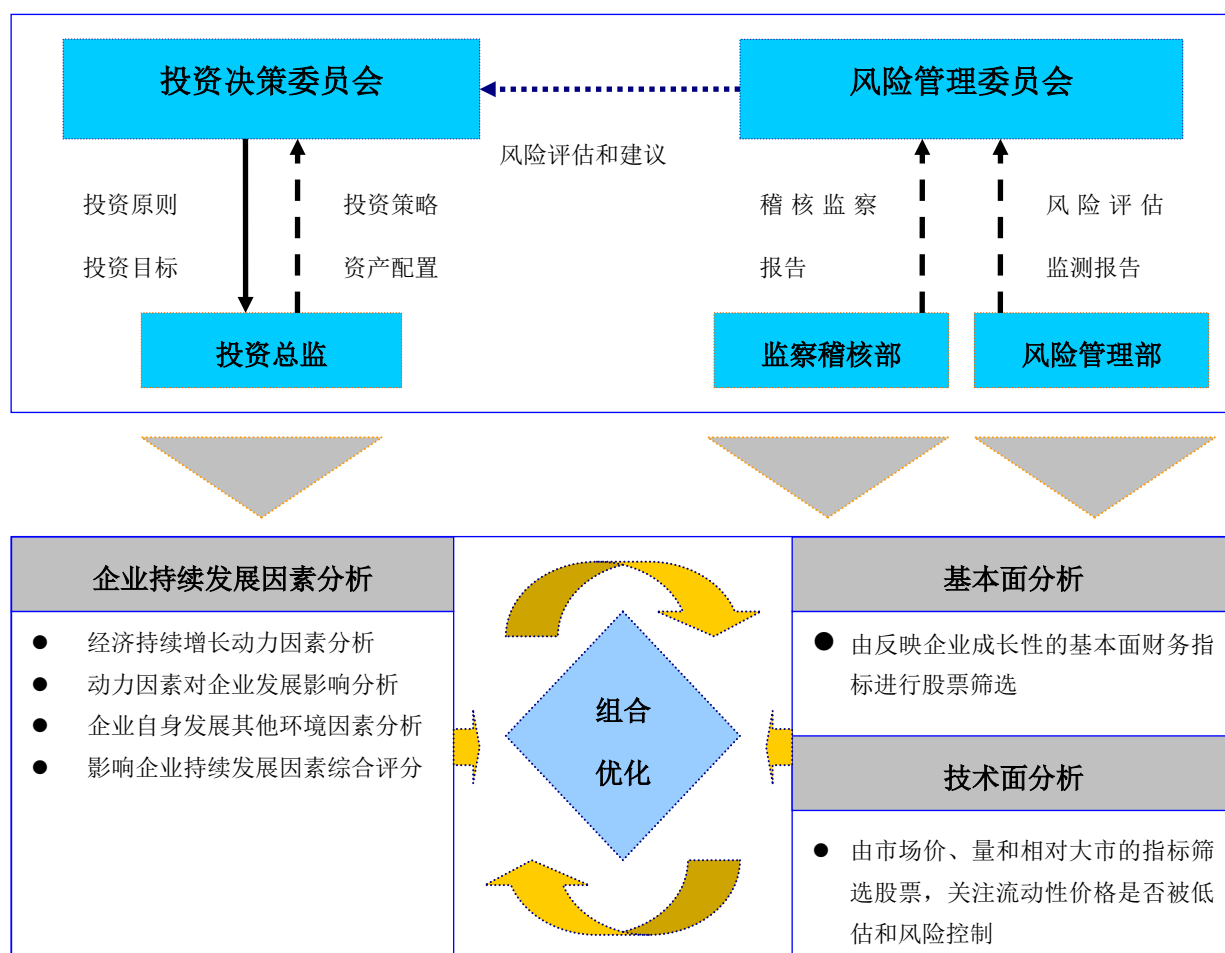 投资决策委员会
风险管理委员会
风险评估和建议
投资原则
投资目标
投资策略
资产配置
稽核监察
报告
风险评估
监测报告
投资总监
监察稽核部
风险管理部
企业持续发展因素分析
● 经济持续增长动力因素分析
● 动力因素对企业发展影响分析
● 企业自身发展其他环境因素分析
● 影响企业持续发展因素综合评分
组合
优化
基本面分析
● 由反映企业成长性的基本面财务指
标进行股票筛选
技术面分析
● 由市场价、量和相对大市的指标筛
选股票，关注流动性价格是否被低
估和风险控制